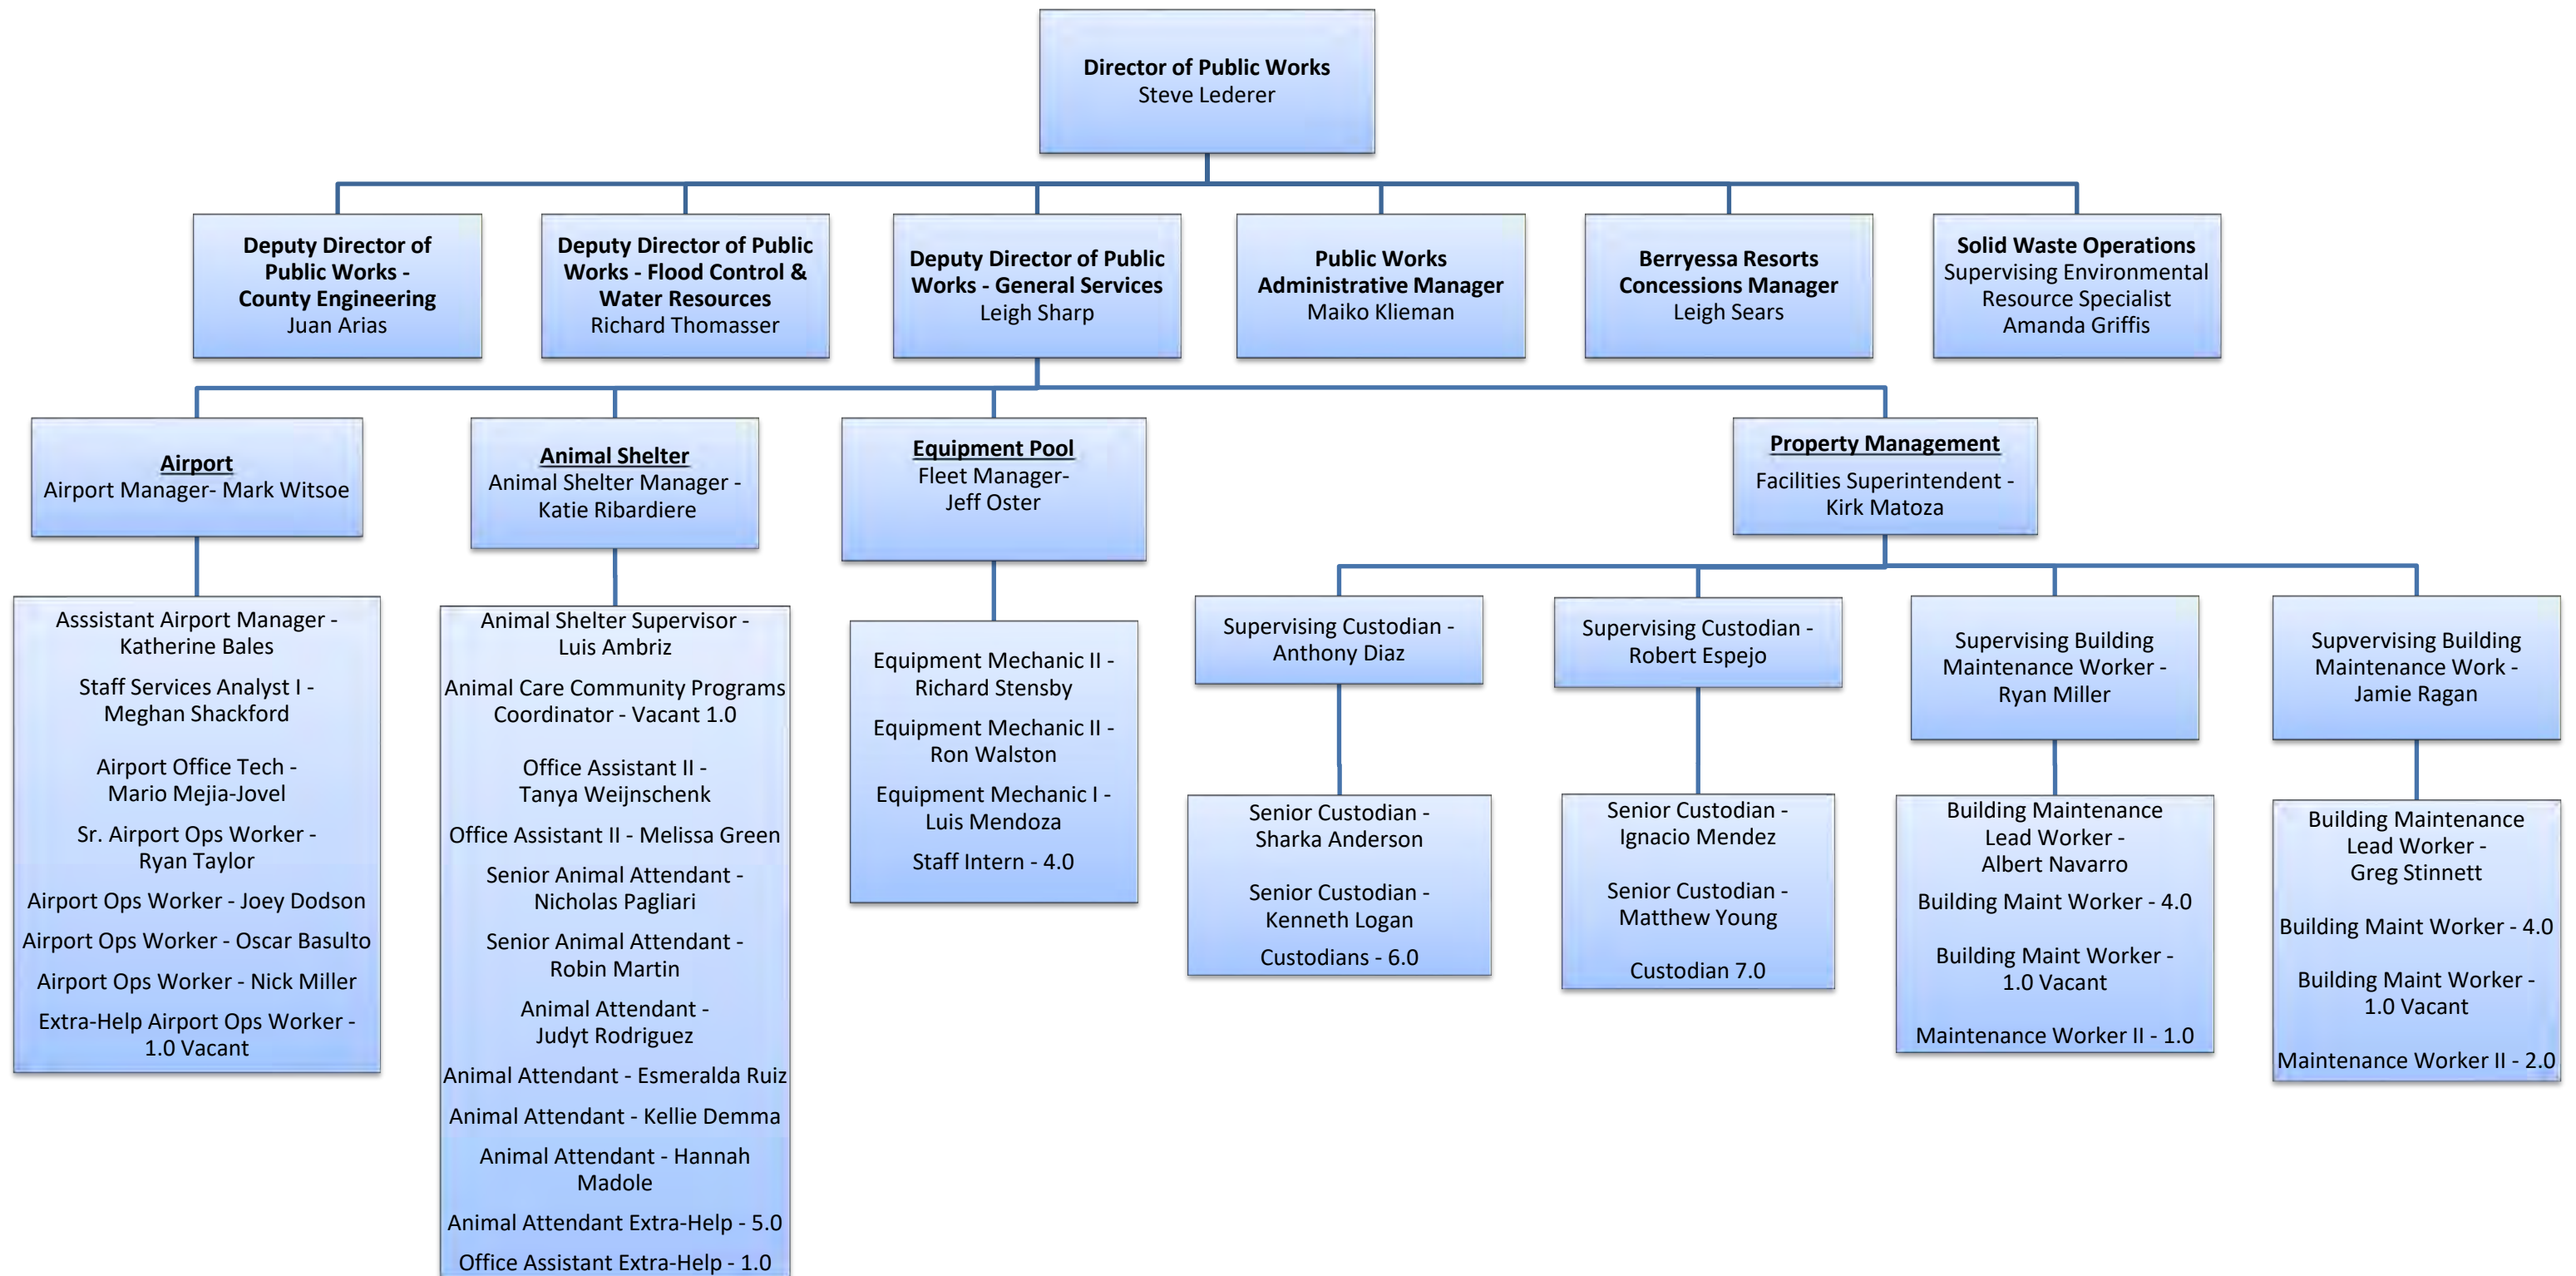 Director of Public Works
Steve Lederer
Deputy Director of
Public Works -
County Engineering
Juan Arias
Deputy Director of Public
Works - Flood Control &
Water Resources
Richard Thomasser
Deputy Director of Public
Works - General Services
Leigh Sharp
Public Works
Administrative Manager
Maiko Klieman
Berryessa Resorts
Concessions Manager
Leigh Sears
Solid Waste Operations
Supervising Environmental
Resource Specialist
Amanda Griffis
Airport
Airport Manager- Mark Witsoe
Animal Shelter
Animal Shelter Manager -
Katie Ribardiere
Equipment Pool
Fleet Manager-
Jeff Oster
Property Management
Facilities Superintendent -
Kirk Matoza
Asssistant Airport Manager -
Katherine Bales
Staff Services Analyst I -
Meghan Shackford
Airport Office Tech -
Mario Mejia-Jovel
Sr. Airport Ops Worker -
Ryan Taylor
Airport Ops Worker - Joey Dodson
Airport Ops Worker - Oscar Basulto
Airport Ops Worker - Nick Miller
Extra-Help Airport Ops Worker -
1.0 Vacant
Animal Shelter Supervisor -
Luis Ambriz
Animal Care Community Programs
Coordinator - Vacant 1.0
Office Assistant II -
Tanya Weijnschenk
Office Assistant II - Melissa Green
Senior Animal Attendant -
Nicholas Pagliari
Senior Animal Attendant -
Robin Martin
Animal Attendant -
Judyt Rodriguez
Animal Attendant - Esmeralda Ruiz
Animal Attendant - Kellie Demma
Animal Attendant - Hannah
Madole
Animal Attendant Extra-Help - 5.0
Office Assistant Extra-Help - 1.0
Equipment Mechanic II -
Richard Stensby
Equipment Mechanic II -
Ron Walston
Equipment Mechanic I -
Luis Mendoza
Staff Intern - 4.0
Supervising Custodian -
Anthony Diaz
Supervising Custodian -
Robert Espejo
Supervising Building
Maintenance Worker -
Ryan Miller
Supvervising Building
Maintenance Work -
Jamie Ragan
Senior Custodian -
Sharka Anderson
Senior Custodian -
Kenneth Logan
Custodians - 6.0
Senior Custodian -
Ignacio Mendez
Senior Custodian -
Matthew Young
Custodian 7.0
Building Maintenance
Lead Worker -
Albert Navarro
Building Maint Worker - 4.0
Building Maint Worker -
1.0 Vacant
Maintenance Worker II - 1.0
Building Maintenance
Lead Worker -
Greg Stinnett
Building Maint Worker - 4.0
Building Maint Worker -
1.0 Vacant
Maintenance Worker II - 2.0